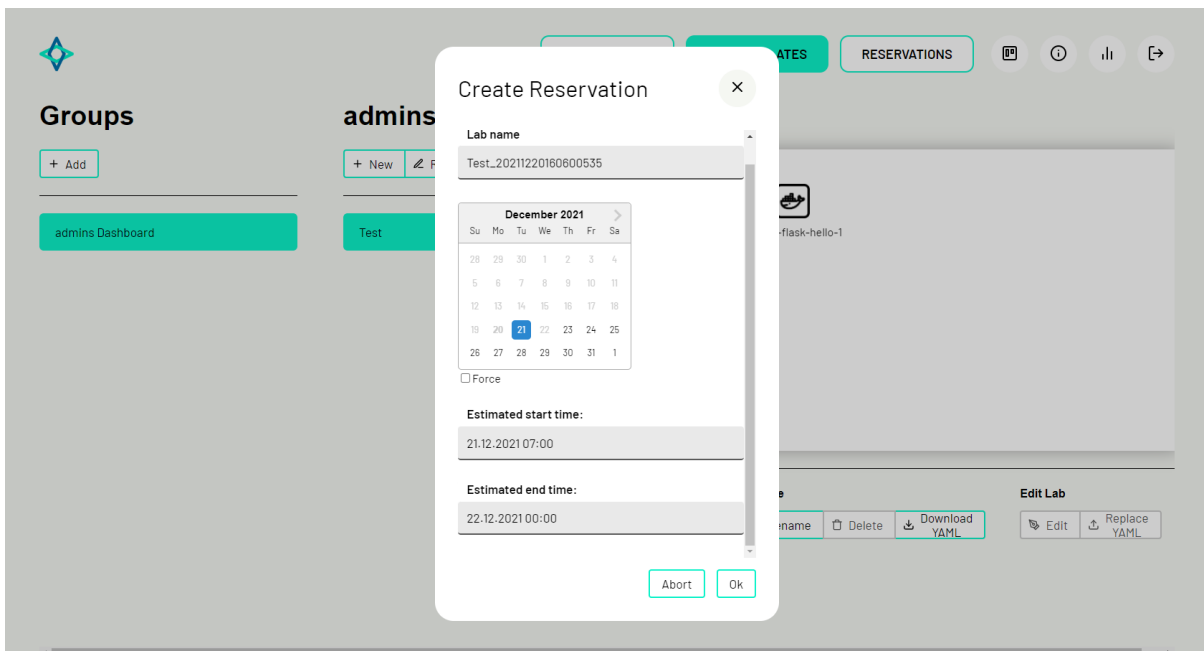 ATES
RESERVATIONS
Groups
+ Add
admins Dashboard
admins
+ New
Test
Create Reservation
Lab name
Test_20211220160600535
December 2021
Su Mo Tu We Th Fr Sa
28 29 30 1 2 3 4
5 6 7 8 9 10 11
12 13 14 15 16 17 18
19 20 21 22 23 24 25
26 27 28 29 30 31 1
Force
Estimated start time:
21.12.2021 07:00
Estimated end time:
22.12.2021 00:00
Abort
Ok
-flask-hello-1
e
ename
Delete
Download
YAML
Edit Lab
Edit
Replace
YAML